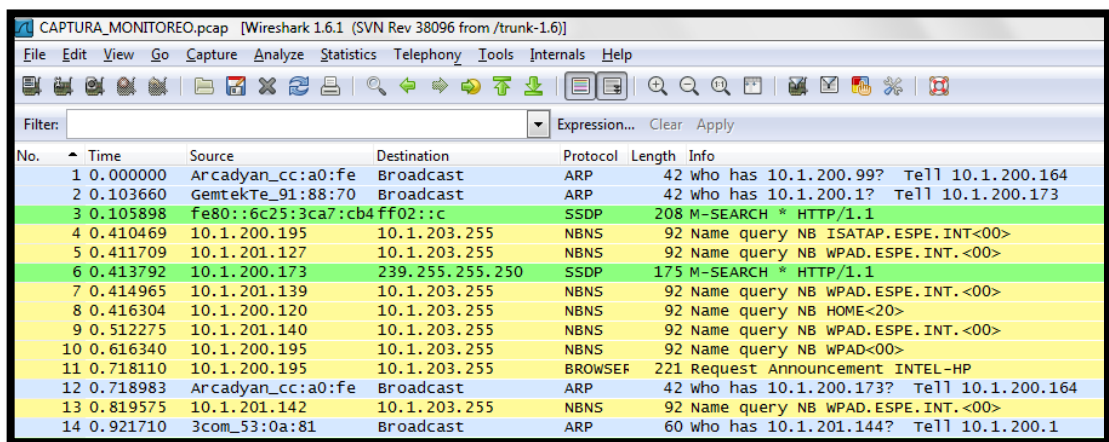 CAPTURA_MONITOREO.pcap [Wireshark 1.6.1 (SVN Rev 38096 from /trunk-1.6)]
File Edit View Go Capture Analyze Statistics Telephony Tools Internals Help
Filter: Expression... Clear Apply
No. Time Source Destination Protocol Length Info
1 0.000000 Arcadyan_cc:a0:fe Broadcast ARP 42 Who has 10.1.200.99? Tell 10.1.200.164
2 0.103660 GemtekTe_91:88:70 Broadcast ARP 42 Who has 10.1.200.1? Tell 10.1.200.173
3 0.105898 fe80::6c25:3ca7:cb4 ff02::c SSDP 208 M-SEARCH * HTTP/1.1
4 0.410469 10.1.200.195 10.1.203.255 NBNS 92 Name query NB ISATAP.ESPE.INT<00>
5 0.411709 10.1.201.127 10.1.203.255 NBNS 92 Name query NB WPAD.ESPE.INT.<00>
6 0.413792 10.1.200.173 239.255.255.250 SSDP 175 M-SEARCH * HTTP/1.1
7 0.414965 10.1.201.139 10.1.203.255 NBNS 92 Name query NB WPAD.ESPE.INT.<00>
8 0.416304 10.1.200.120 10.1.203.255 NBNS 92 Name query NB HOME<20>
9 0.512275 10.1.201.140 10.1.203.255 NBNS 92 Name query NB WPAD.ESPE.INT.<00>
10 0.616340 10.1.200.195 10.1.203.255 NBNS 92 Name query NB WPAD<00>
11 0.718110 10.1.200.195 10.1.203.255 BROWSER 221 Request Announcement INTEL-HP
12 0.718983 Arcadyan_cc:a0:fe Broadcast ARP 42 Who has 10.1.200.173? Tell 10.1.200.164
13 0.819575 10.1.201.142 10.1.203.255 NBNS 92 Name query NB WPAD.ESPE.INT.<00>
14 0.921710 3com_53:0a:81 Broadcast ARP 60 Who has 10.1.201.144? Tell 10.1.200.1